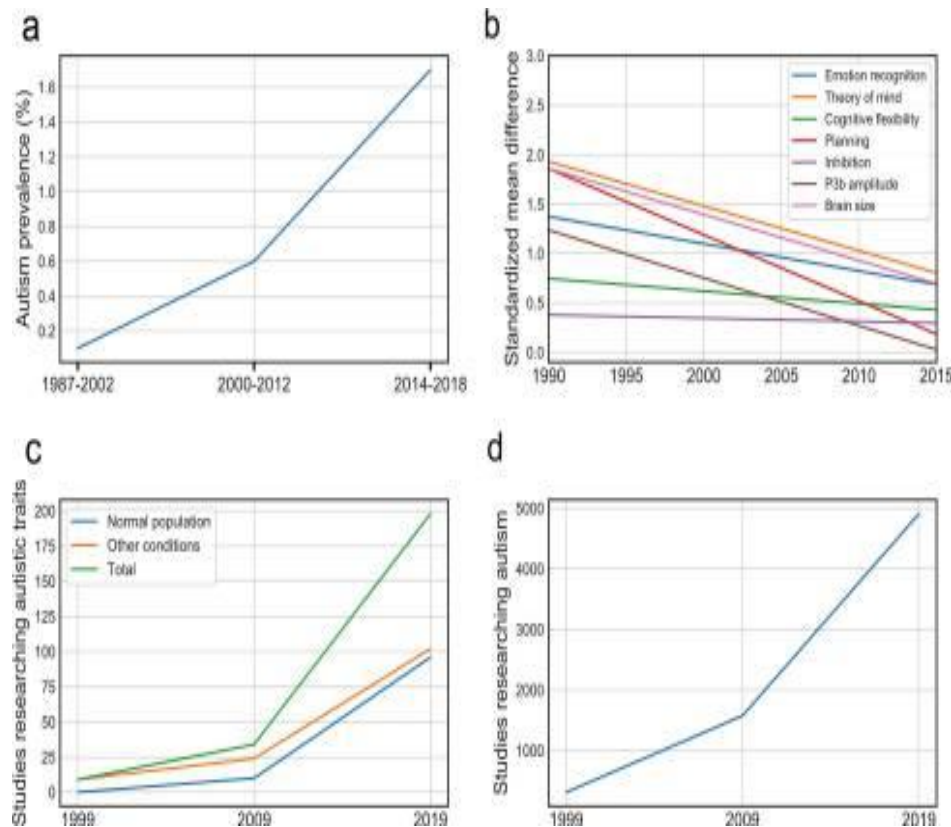 a
Autism prevalence (%)
1.6
1.4
1.2
1.0
0.8
0.6
0.4
0.2
1987-2002
2000-2012
2014-2018
b
Standardized mean difference
3.0
2.5
2.0
1.5
1.0
0.5
0.0
Emotion recognition
Theory of mind
Cognitive flexibility
Planning
Inhibition
P3b amplitude
Brain size
1990
1995
2000
2005
2010
2015
c
Studies researching autistic traits
200
175
150
125
100
75
50
25
0
Normal population
Other conditions
Total
1999
2009
2019
d
Studies researching autism
5000
4000
3000
2000
1000
1999
2009
2019